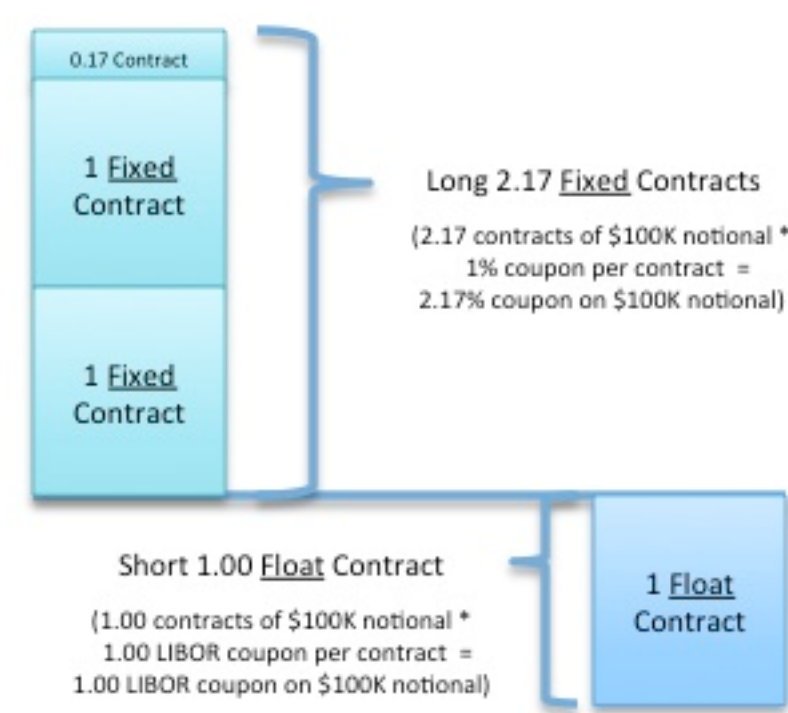 0.17 Contract
1 Fixed
Contract
1 Fixed
Contract
Long 2.17 Fixed Contracts
(2.17 contracts of $100K notional *
1% coupon per contract =
2.17% coupon on $100K notional)
Short 1.00 Float Contract
(1.00 contracts of $100K notional *
1.00 LIBOR coupon per contract =
1.00 LIBOR coupon on $100K notional)
1 Float
Contract